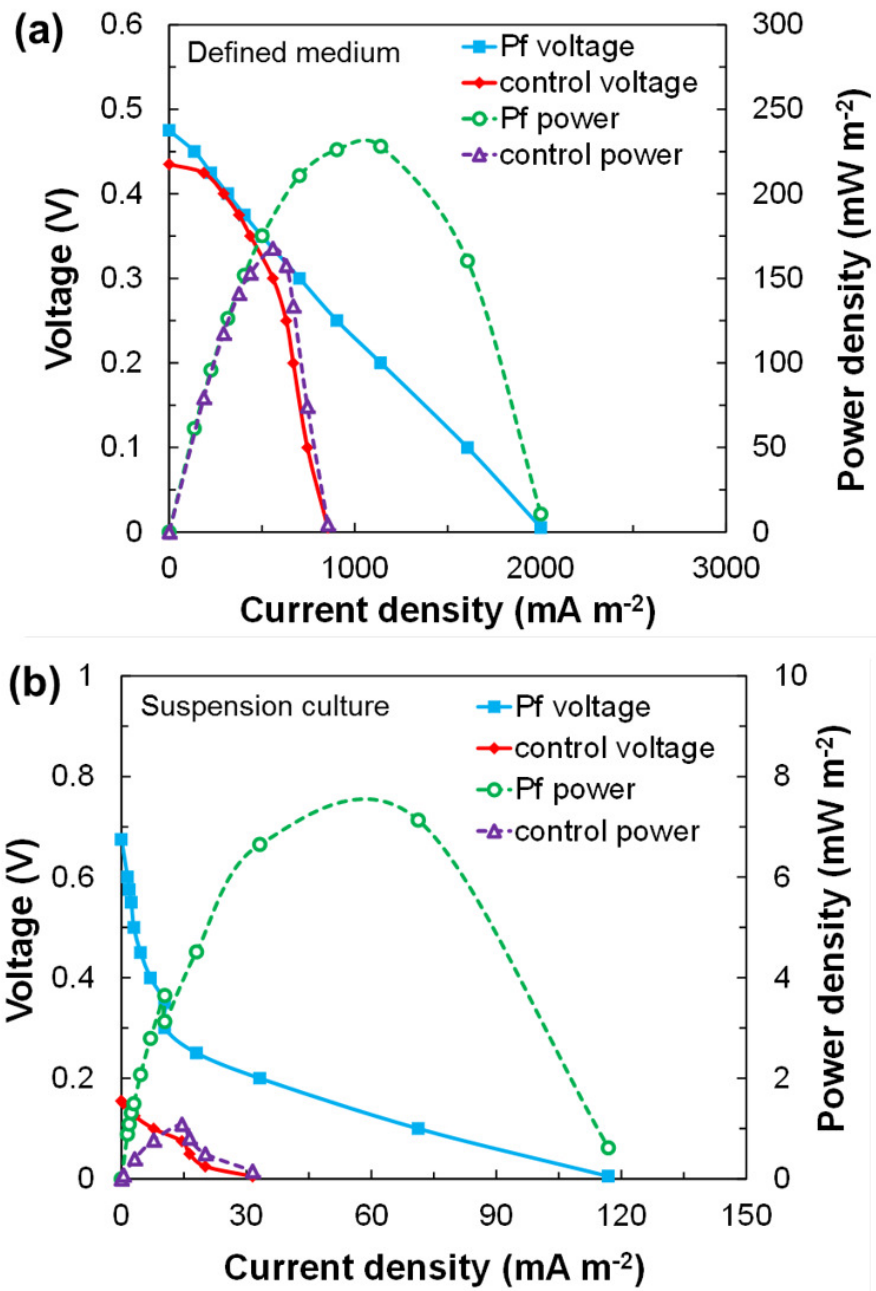 (a)
Defined medium
Pf voltage
control voltage
Pf power
control power
0.6
0.5
0.4
0.3
0.2
0.1
0
Voltage (V)
300
250
200
150
100
50
0
Power density (mW m-2)
0
1000
2000
3000
Current density (mA m-2)
(b)
Suspension culture
Pf voltage
control voltage
Pf power
control power
1
0.8
0.6
0.4
0.2
0
Voltage (V)
10
8
6
4
2
0
Power density (mW m-2)
0
30
60
90
120
150
Current density (mA m-2)